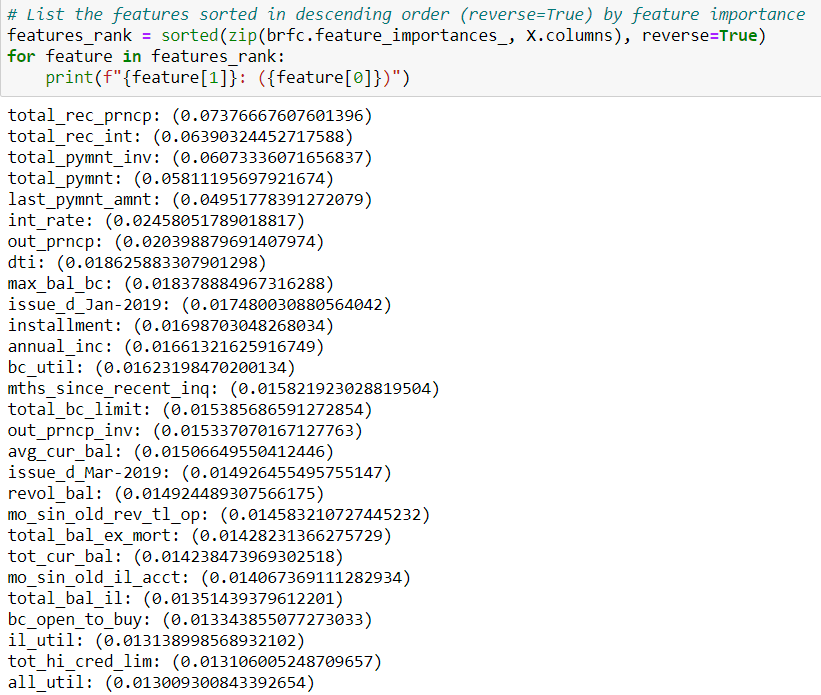 # List the features sorted in descending order (reverse=True) by feature importance
features_rank = sorted(zip(brfc.feature_importances_, X.columns), reverse=True)
for feature in features_rank:
    print(f"{feature[1]}: ({feature[0]})")
total_rec_prncp: (0.07376667607601396)
total_rec_int: (0.06390324452717588)
total_pymnt_inv: (0.06073336071656837)
total_pymnt: (0.05811195697921674)
last_pymnt_amnt: (0.04951778391272079)
int_rate: (0.02458051789018817)
out_prncp: (0.020398879691407974)
dti: (0.018625883307901298)
max_bal_bc: (0.018378884967316288)
issue_d_Jan-2019: (0.017480030880564042)
installment: (0.01698703048268034)
annual_inc: (0.01661321625916749)
bc_util: (0.01623198470200134)
mths_since_recent_inq: (0.015821923028819504)
total_bc_limit: (0.015385686591272854)
out_prncp_inv: (0.015337070167127763)
avg_cur_bal: (0.01506649550412446)
issue_d_Mar-2019: (0.014926455495755147)
revol_bal: (0.014924489307566175)
mo_sin_old_rev_tl_op: (0.014583210727445232)
total_bal_ex_mort: (0.01428231366275729)
tot_cur_bal: (0.014238473969302518)
mo_sin_old_il_acct: (0.014067369111282934)
total_bal_il: (0.01351439379612201)
bc_open_to_buy: (0.013343855077273033)
il_util: (0.013138998568932102)
tot_hi_cred_lim: (0.013106005248709657)
all_util: (0.013009300843392654)